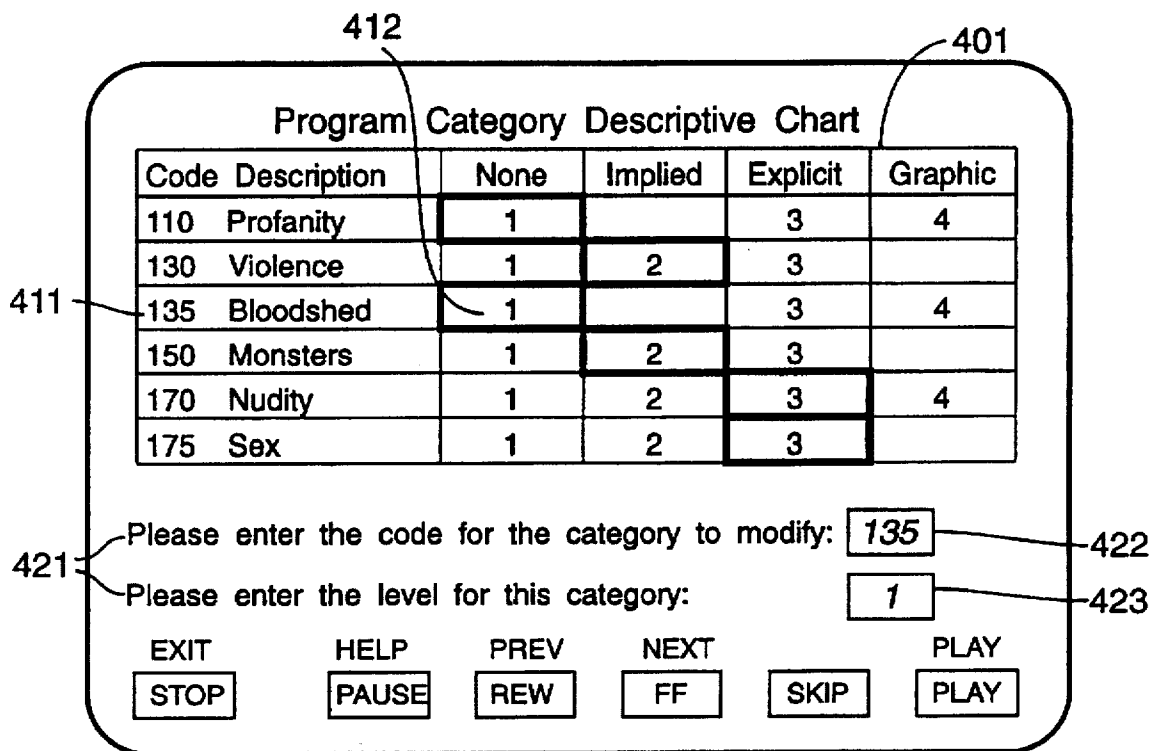 412
401
Program Category Descriptive Chart
Code Description None Implied Explicit Graphic
110 Profanity 1 3 4
130 Violence 1 2 3
411 135 Bloodshed 1 3 4
150 Monsters 1 2 3
170 Nudity 1 2 3 4
175 Sex 1 2 3
Please enter the code for the category to modify: 135 422
421
Please enter the level for this category: 1 423
EXIT HELP PREV NEXT PLAY
STOP PAUSE REW FF SKIP PLAY